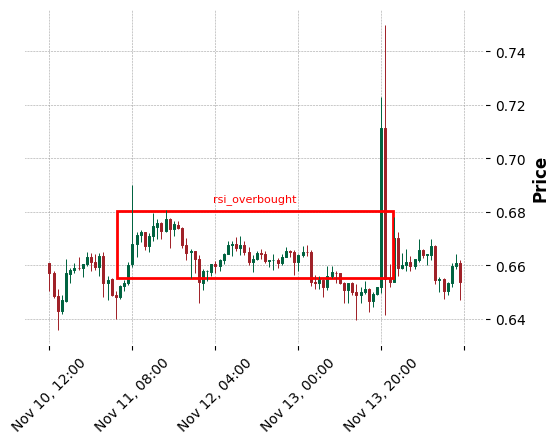 0.74
0.72
0.70
0.68
0.66
0.64
Price
rsi_overbought
Nov 10, 12:00
Nov 11, 08:00
Nov 12, 04:00
Nov 13, 00:00
Nov 13, 20:00